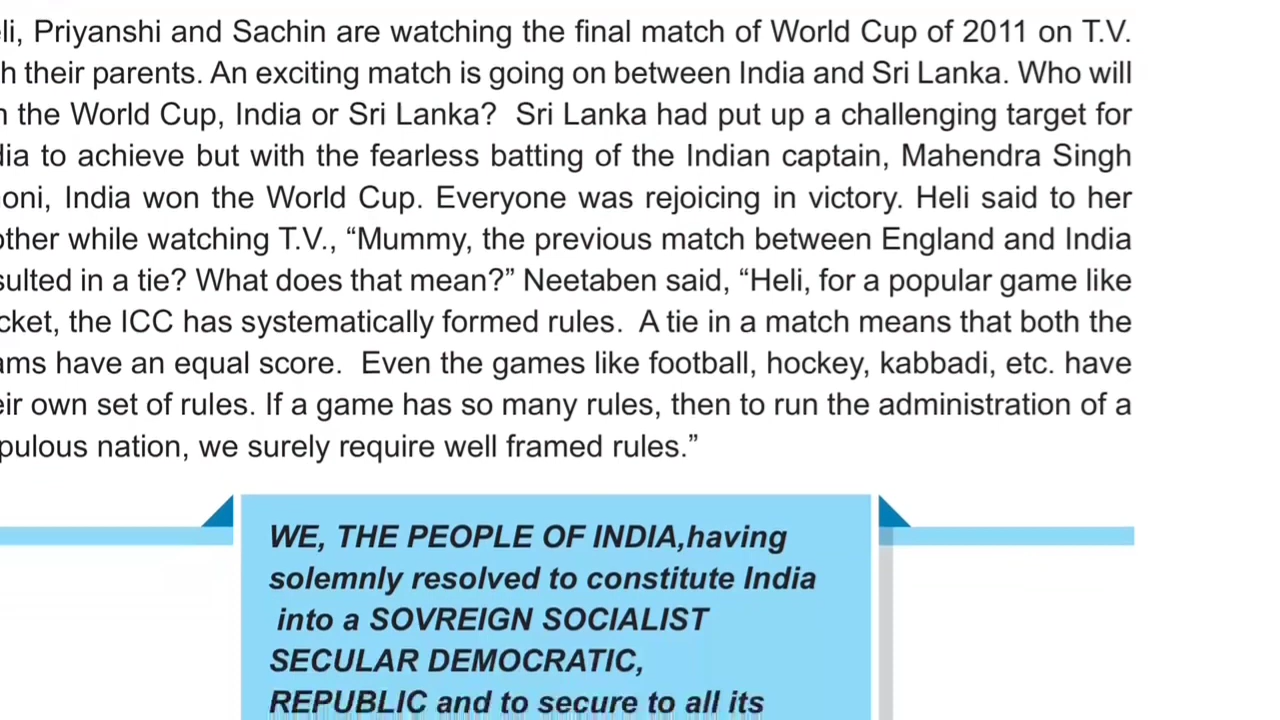 li, Priyanshi and Sachin are watching the final match of World Cup of 2011 on T.V.
h their parents. An exciting match is going on between India and Sri Lanka. Who will
the World Cup, India or Sri Lanka? Sri Lanka had put up a challenging target for
dia to achieve but with the fearless batting of the Indian captain, Mahendra Singh
oni, India won the World Cup. Everyone was rejoicing in victory. Heli said to her
other while watching T.V., “Mummy, the previous match between England and India
sulted in a tie? What does that mean?” Neetaben said, “Heli, for a popular game like
cket, the ICC has systematically formed rules. A tie in a match means that both the
ams have an equal score. Even the games like football, hockey, kabbadi, etc. have
eir own set of rules. If a game has so many rules, then to run the administration of a
pulous nation, we surely require well framed rules.”
WE, THE PEOPLE OF INDIA,having
solemnly resolved to constitute India
into a SOVREIGN SOCIALIST
SECULAR DEMOCRATIC,
REPUBLIC and to secure to all its